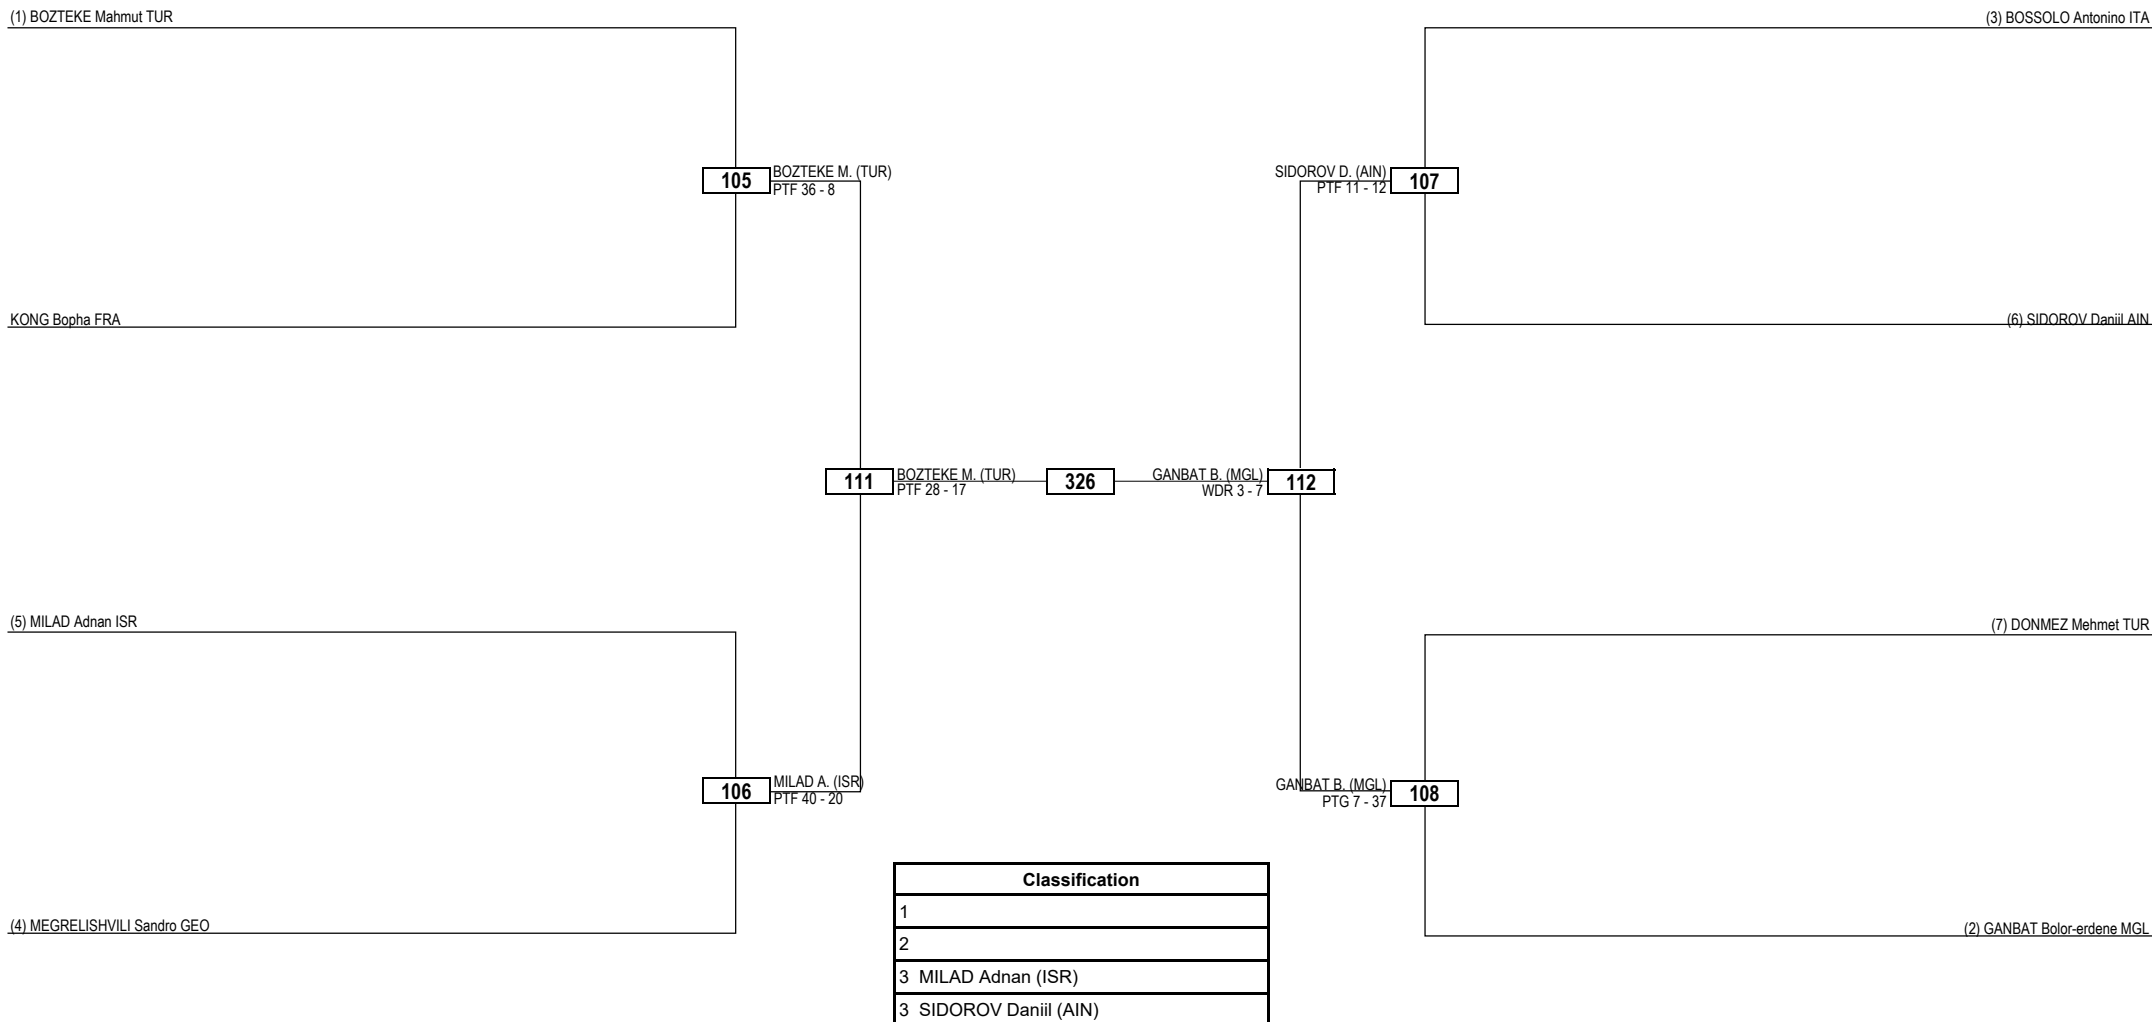 (1) BOZTEKE Mahmut TUR
(3) BOSSOLO Antonino ITA
105
BOZTEKE M. (TUR)
PTF 36 - 8
SIDOROV D. (AIN)
PTF 11 - 12
107
KONG Bopha FRA
(6) SIDOROV Daniil AIN
111
BOZTEKE M. (TUR)
PTF 28 - 17
326
GANBAT B. (MGL)
WDR 3 - 7
112
(5) MILAD Adnan ISR
(7) DONMEZ Mehmet TUR
106
MILAD A. (ISR)
PTF 40 - 20
GANBAT B. (MGL)
PTG 7 - 37
108
(4) MEGRELISHVILI Sandro GEO
(2) GANBAT Bolor-erdene MGL
Classification
1
2
3 MILAD Adnan (ISR)
3 SIDOROV Daniil (AIN)